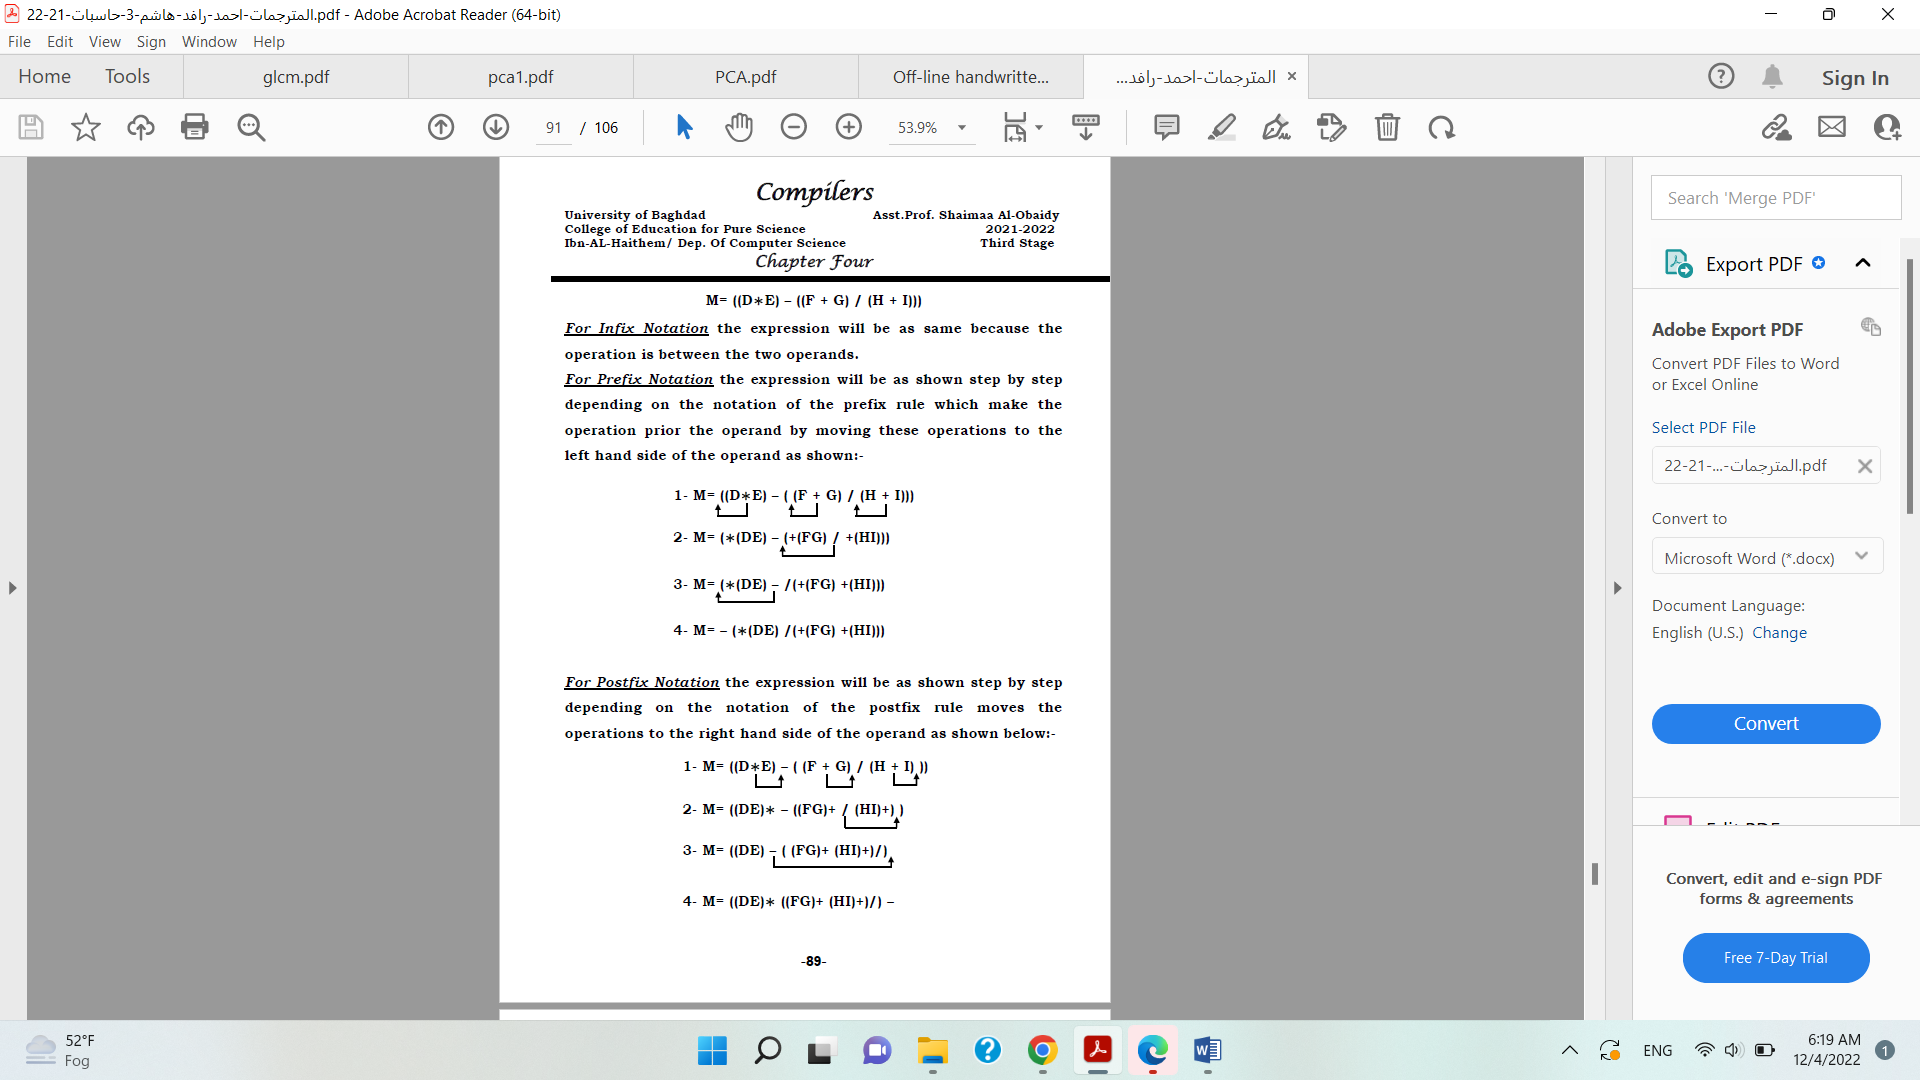 المترجمات-احمد-رافد-هاشم-3-حاسبات-21-22.pdf - Adobe Acrobat Reader (64-bit)
File Edit View Sign Window Help
Home Tools glcm.pdf pca1.pdf PCA.pdf Off-line handwritte... المترجمات-احمد-رافد... ×
Sign In
91 / 106 53.9%
Compilers
University of Baghdad Asst.Prof. Shaimaa Al-Obaidy
College of Education for Pure Science 2021-2022
Ibn-AL-Haithem/ Dep. Of Computer Science Third Stage
Chapter Four
M= ((D*E) – ((F + G) / (H + I)))
For Infix Notation the expression will be as same because the
operation is between the two operands.
For Prefix Notation the expression will be as shown step by step
depending on the notation of the prefix rule which make the
operation prior the operand by moving these operations to the
left hand side of the operand as shown:-
1- M= ((D*E) – ( (F + G) / (H + I)))
2- M= (*(DE) – (+(FG) / +(HI)))
3- M= (*(DE) – /(+(FG) +(HI)))
4- M= – (*(DE) /(+(FG) +(HI)))
For Postfix Notation the expression will be as shown step by step
depending on the notation of the postfix rule moves the
operations to the right hand side of the operand as shown below:-
1- M= ((D*E) – ( (F + G) / (H + I) ))
2- M= ((DE)* – ((FG)+ / (HI)+) )
3- M= ((DE) – ( (FG)+ (HI)+)/)
4- M= ((DE)* ((FG)+ (HI)+)/) –
-89-
Search 'Merge PDF'
Export PDF
Adobe Export PDF
Convert PDF Files to Word
or Excel Online
Select PDF File
المترجمات-...-21-22.pdf
Convert to
Microsoft Word (*.docx)
Document Language:
English (U.S.) Change
Convert
Edit PDF
Convert, edit and e-sign PDF
forms & agreements
Free 7-Day Trial
52°F
Fog
ENG
6:19 AM
12/4/2022
1